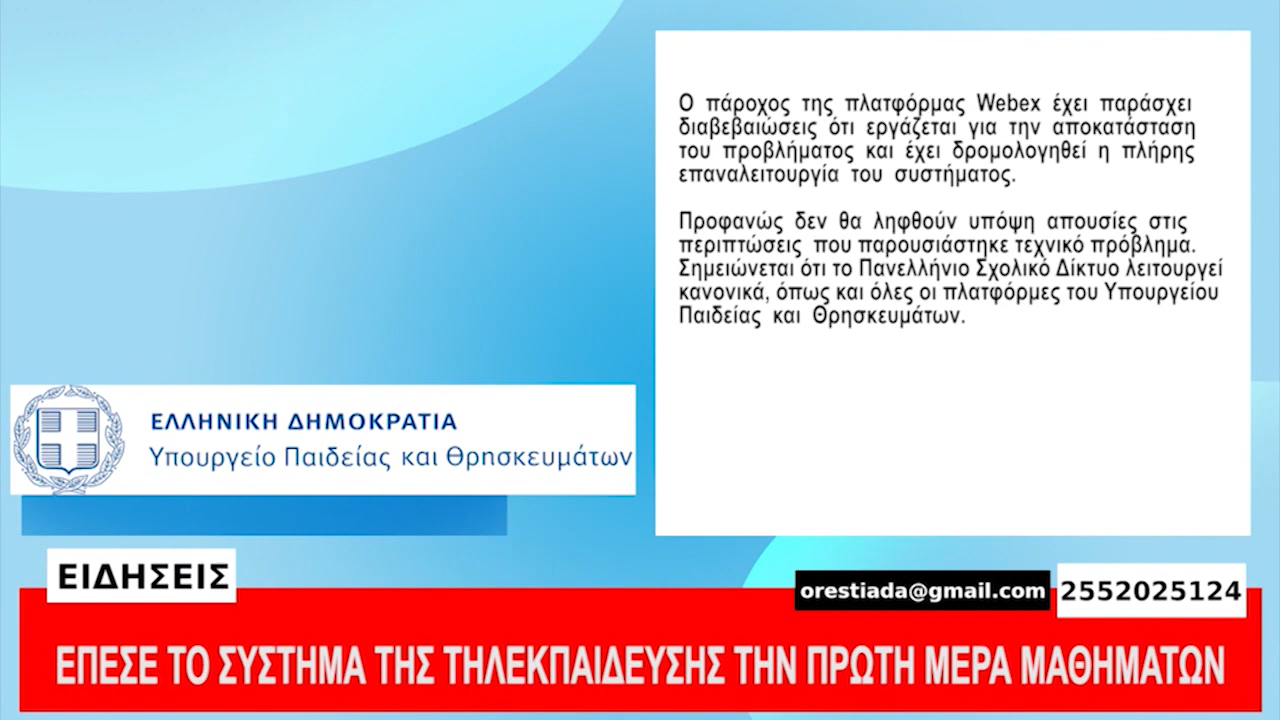 Ο πάροχος της πλατφόρμας Webex έχει παράσχει
διαβεβαιώσεις ότι εργάζεται για την αποκατάσταση
του προβλήματος και έχει δρομολογηθεί η πλήρης
επαναλειτουργία του συστήματος.
Προφανώς δεν θα ληφθούν υπόψη απουσίες στις
περιπτώσεις που παρουσιάστηκε τεχνικό πρόβλημα.
Σημειώνεται ότι το Πανελλήνιο Σχολικό Δίκτυο λειτουργεί
κανονικά, όπως και όλες οι πλατφόρμες του Υπουργείου
Παιδείας και Θρησκευμάτων.
ΕΛΛΗΝΙΚΗ ΔΗΜΟΚΡΑΤΙΑ
Υπουργείο Παιδείας και Θρησκευμάτων
ΕΙΔΗΣΕΙΣ
orestiada@gmail.com
2552025124
ΕΠΕΣΕ ΤΟ ΣΥΣΤΗΜΑ ΤΗΣ ΤΗΛΕΚΠΑΙΔΕΥΣΗΣ ΤΗΝ ΠΡΩΤΗ ΜΕΡΑ ΜΑΘΗΜΑΤΩΝ